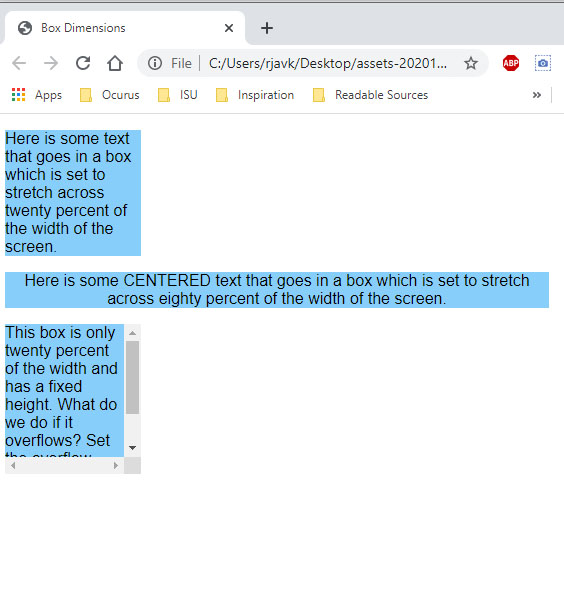 Box Dimensions
File
C:/Users/rjavk/Desktop/assets-20201...
ABP
Apps
Ocurus
ISU
Inspiration
Readable Sources
»
Here is some text
that goes in a box
which is set to
stretch across
twenty percent of
the width of the
screen.
Here is some CENTERED text that goes in a box which is set to stretch
across eighty percent of the width of the screen.
This box is only
twenty percent
of the width and
has a fixed
height. What do
we do if it
overflows? Set
the overflow